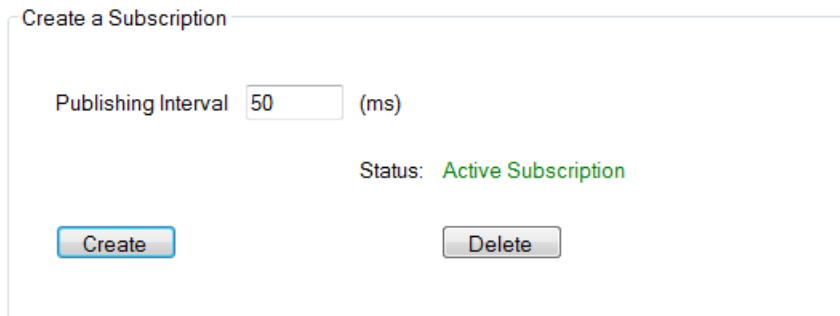 Create a Subscription
Publishing Interval 50 (ms)
Status: Active Subscription
Create Delete